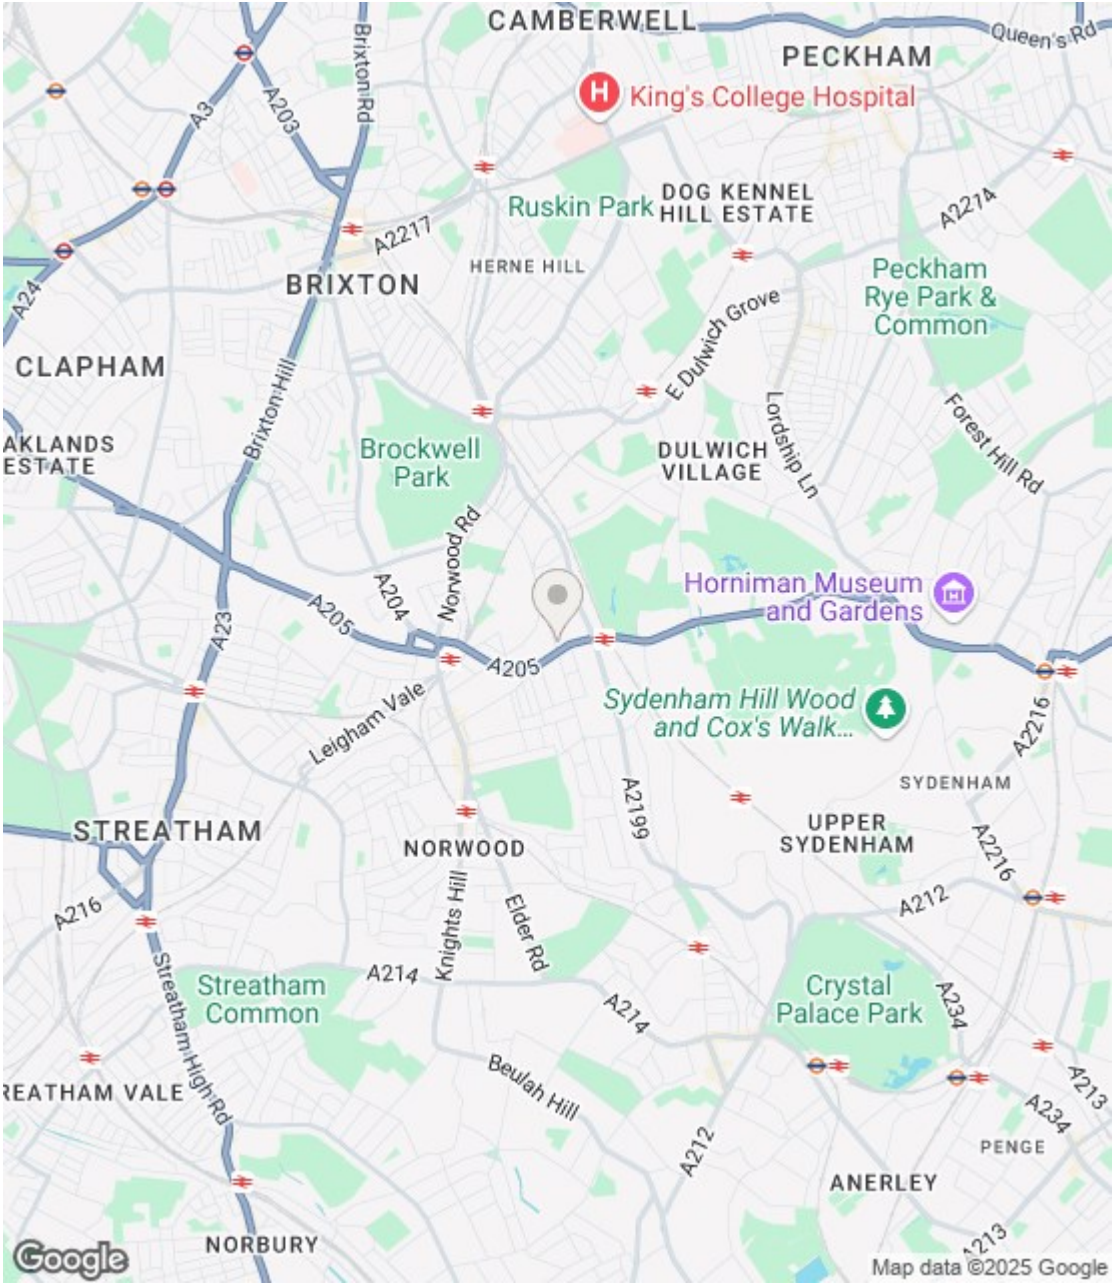 CAMBERWELL
Queen's Rd
PECKHAM
Brixton Rd
A3
A203
H
King's College Hospital
Ruskin Park
DOG KENNEL
HILL ESTATE
A2214
A2217
HERNE HILL
BRIXTON
A24
Peckham
Rye Park &
Common
E Dulwich Grove
CLAPHAM
Brixton Hill
Lordship Ln
Forest Hill Rd
AKLANDS
ESTATE
Brockwell
Park
DULWICH
VILLAGE
Norwood Rd
A204
A205
A23
Horniman Museum
and Gardens
A205
Leigham Vale
Sydenham Hill Wood
and Cox's Walk...
A2216
SYDENHAM
A2199
STREATHAM
NORWOOD
UPPER
SYDENHAM
A2216
A216
Knights Hill
Elder Rd
A212
Streatham
Common
A214
Crystal
Palace Park
A234
A214
Streatham High Rd
REATHAM VALE
Beulah Hill
A213
A234
A212
PENGE
ANERLEY
NORBURY
A213
Google
Map data ©2025 Google